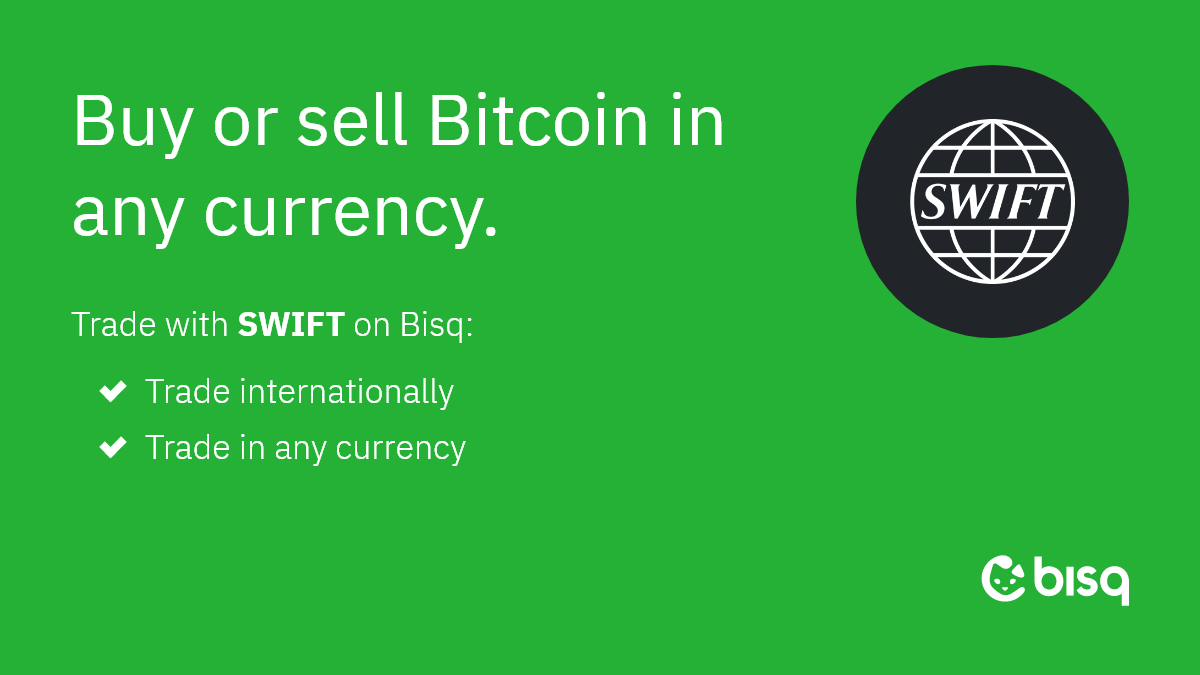 Buy or sell Bitcoin in
any currency.
SWIFT
Trade with SWIFT on Bisq:
Trade internationally
Trade in any currency
bisq